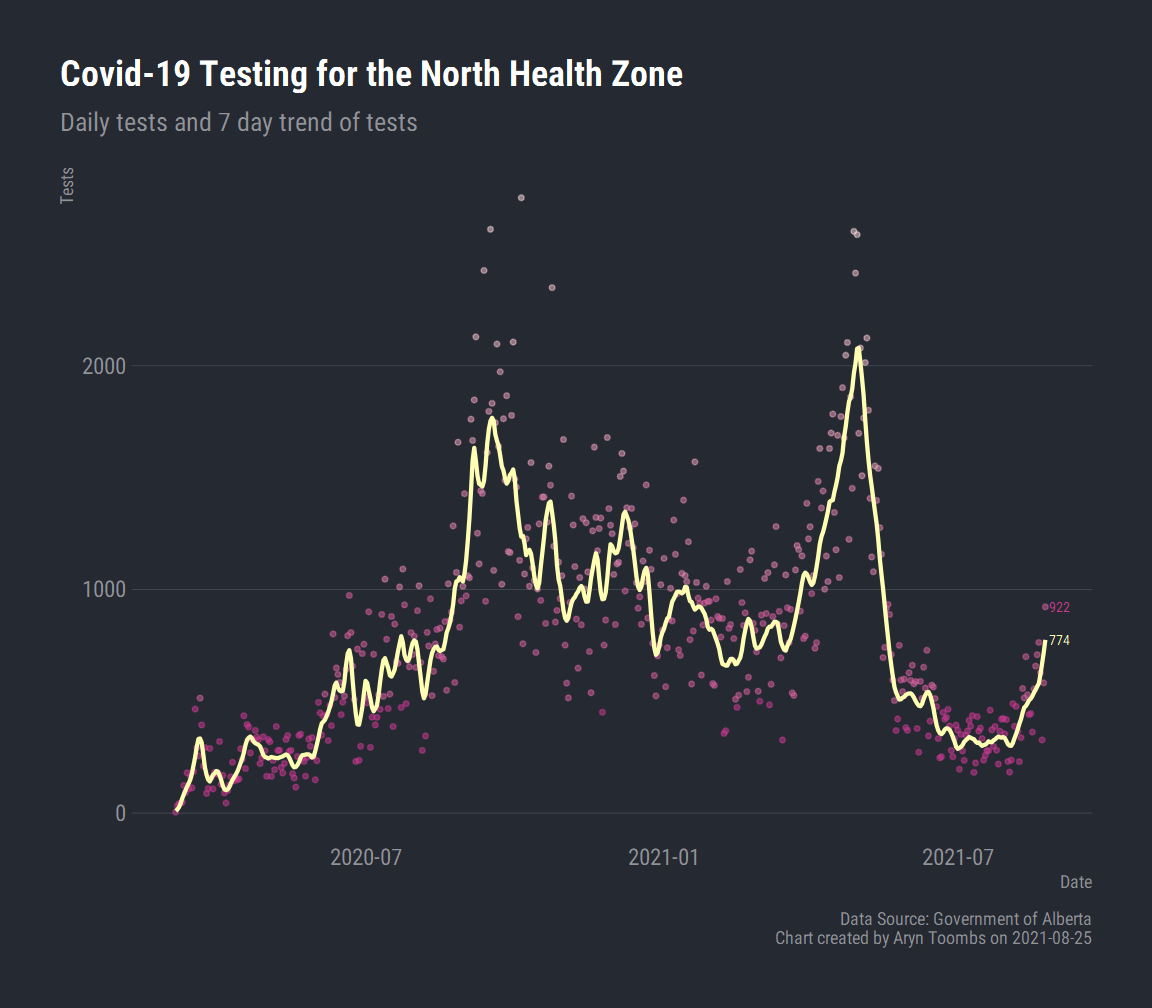 Covid-19 Testing for the North Health Zone
Daily tests and 7 day trend of tests
Tests
2000
1000
0
922
774
2020-07
2021-01
2021-07
Date
Data Source: Government of Alberta
Chart created by Aryn Toombs on 2021-08-25